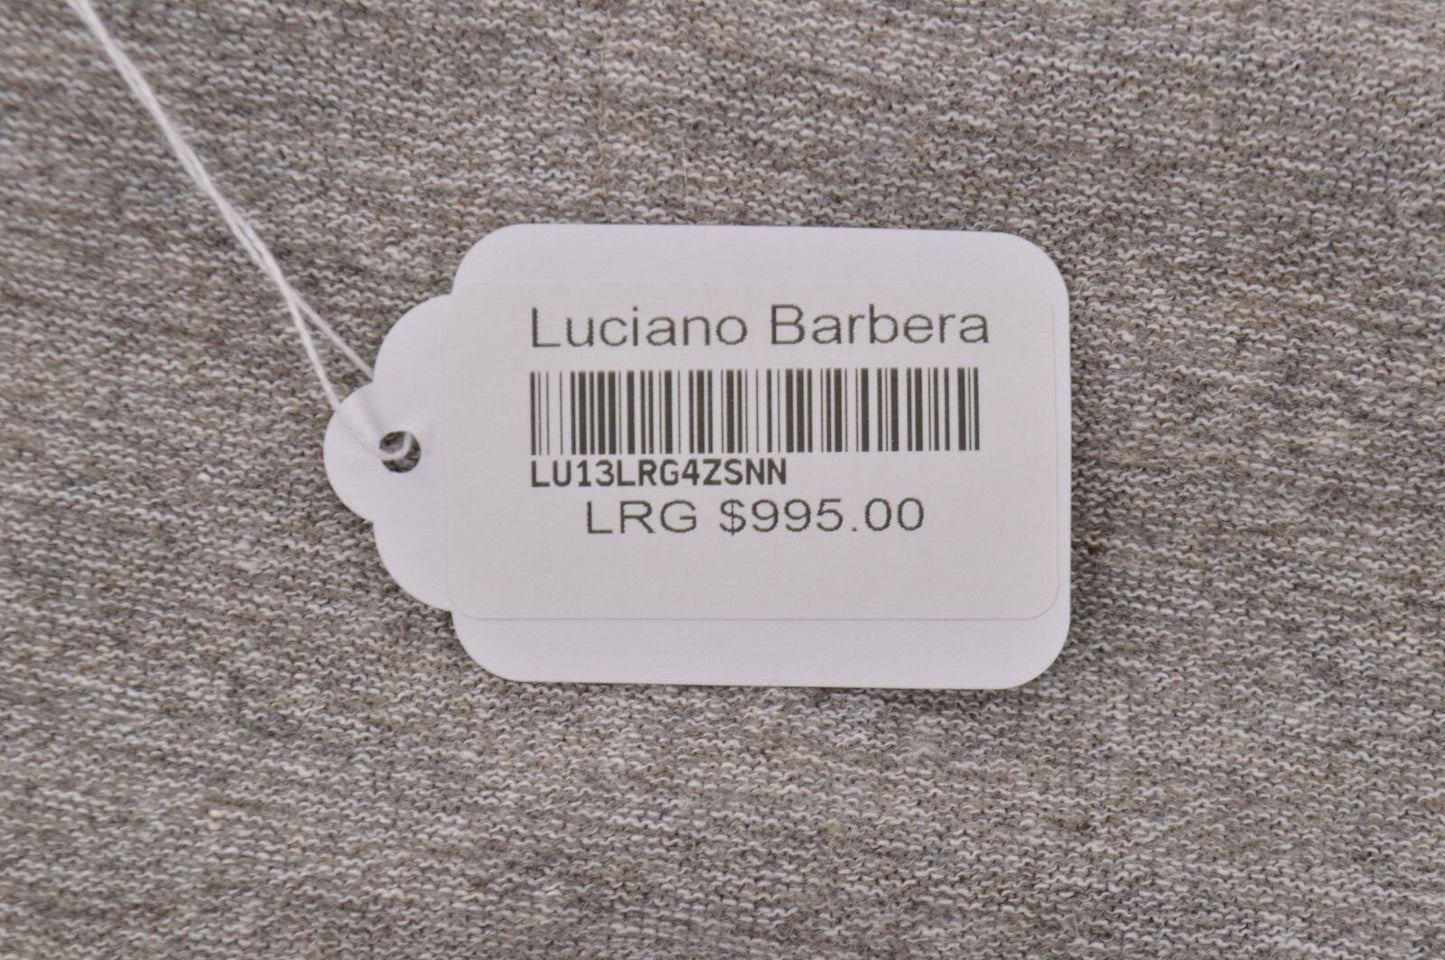 Luciano Barbera
LU13LRG4ZSNN
LRG $995.00